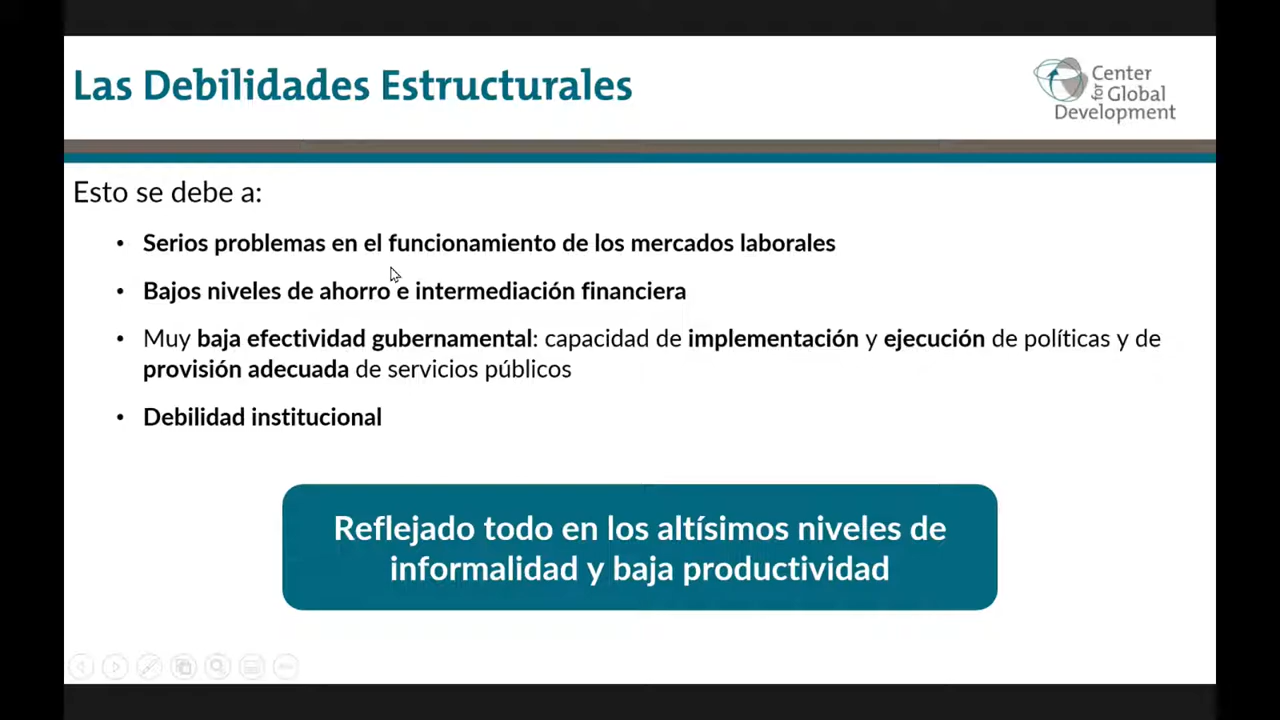 Las Debilidades Estructurales
Center
for Global
Development
Esto se debe a:
• Serios problemas en el funcionamiento de los mercados laborales
• Bajos niveles de ahorro e intermediación financiera
• Muy baja efectividad gubernamental: capacidad de implementación y ejecución de políticas y de
provisión adecuada de servicios públicos
• Debilidad institucional
Reflejado todo en los altísimos niveles de
informalidad y baja productividad